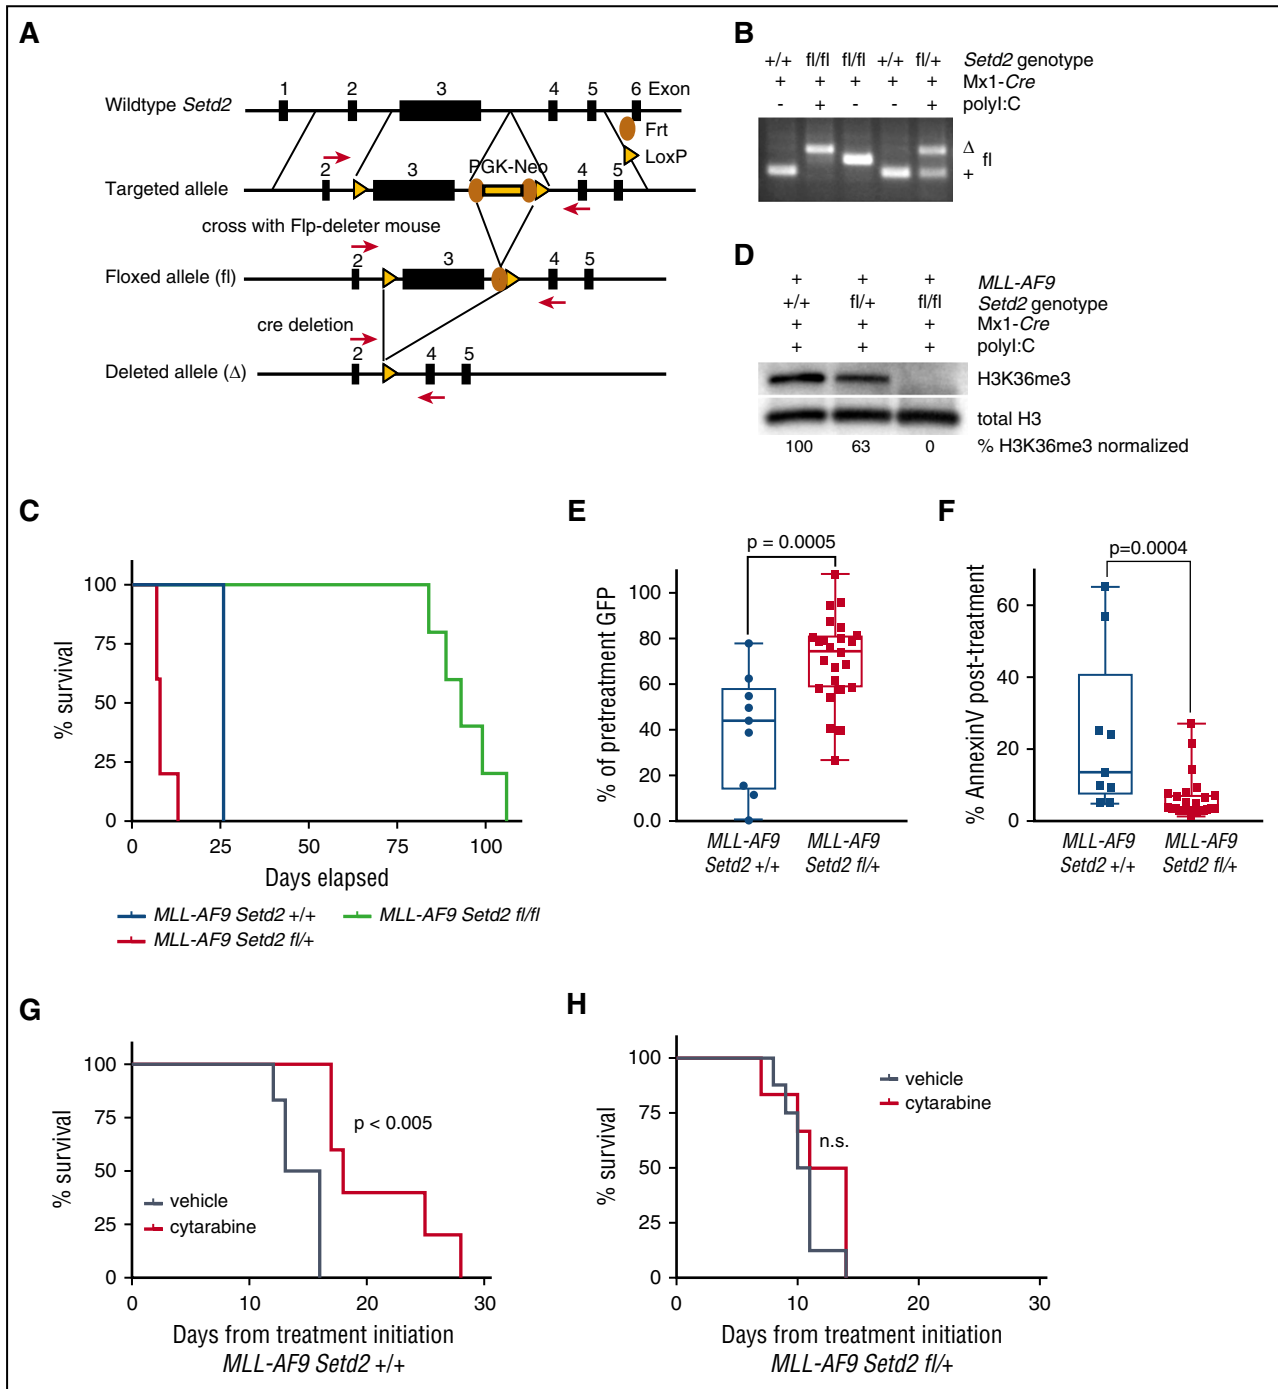 A
1 2 3 4 5 6 Exon
Wildtype Setd2
Frt
LoxP
PGK-Neo
2 3 4 5
Targeted allele
cross with Flp-deleter mouse
2 3 4 5
Floxed allele (fl)
cre deletion
2 4 5
Deleted allele (Δ)
B
+/+ fl/fl fl/fl +/+ fl/+ Setd2 genotype
+ + + + + Mx1-Cre
- + - - + polyI:C
Δ
fl
+
D
+ + + MLL-AF9
+/+ fl/+ fl/fl Setd2 genotype
+ + + Mx1-Cre
+ + + polyI:C
H3K36me3
total H3
100 63 0 % H3K36me3 normalized
C
% survival
100
75
50
25
0
0 25 50 75 100
Days elapsed
MLL-AF9 Setd2 +/+ MLL-AF9 Setd2 fl/fl
MLL-AF9 Setd2 fl/+
E
p = 0.0005
% of pretreatment GFP
100
80
60
40
20
0.0
MLL-AF9 MLL-AF9
Setd2 +/+ Setd2 fl/+
F
p=0.0004
% AnnexinV post-treatment
60
40
20
0
MLL-AF9 MLL-AF9
Setd2 +/+ Setd2 fl/+
G
% survival
100
75
50
25
0
p < 0.005
vehicle
cytarabine
0 10 20 30
Days from treatment initiation
MLL-AF9 Setd2 +/+
H
% survival
100
75
50
25
0
vehicle
cytarabine
n.s.
0 10 20 30
Days from treatment initiation
MLL-AF9 Setd2 fl/+